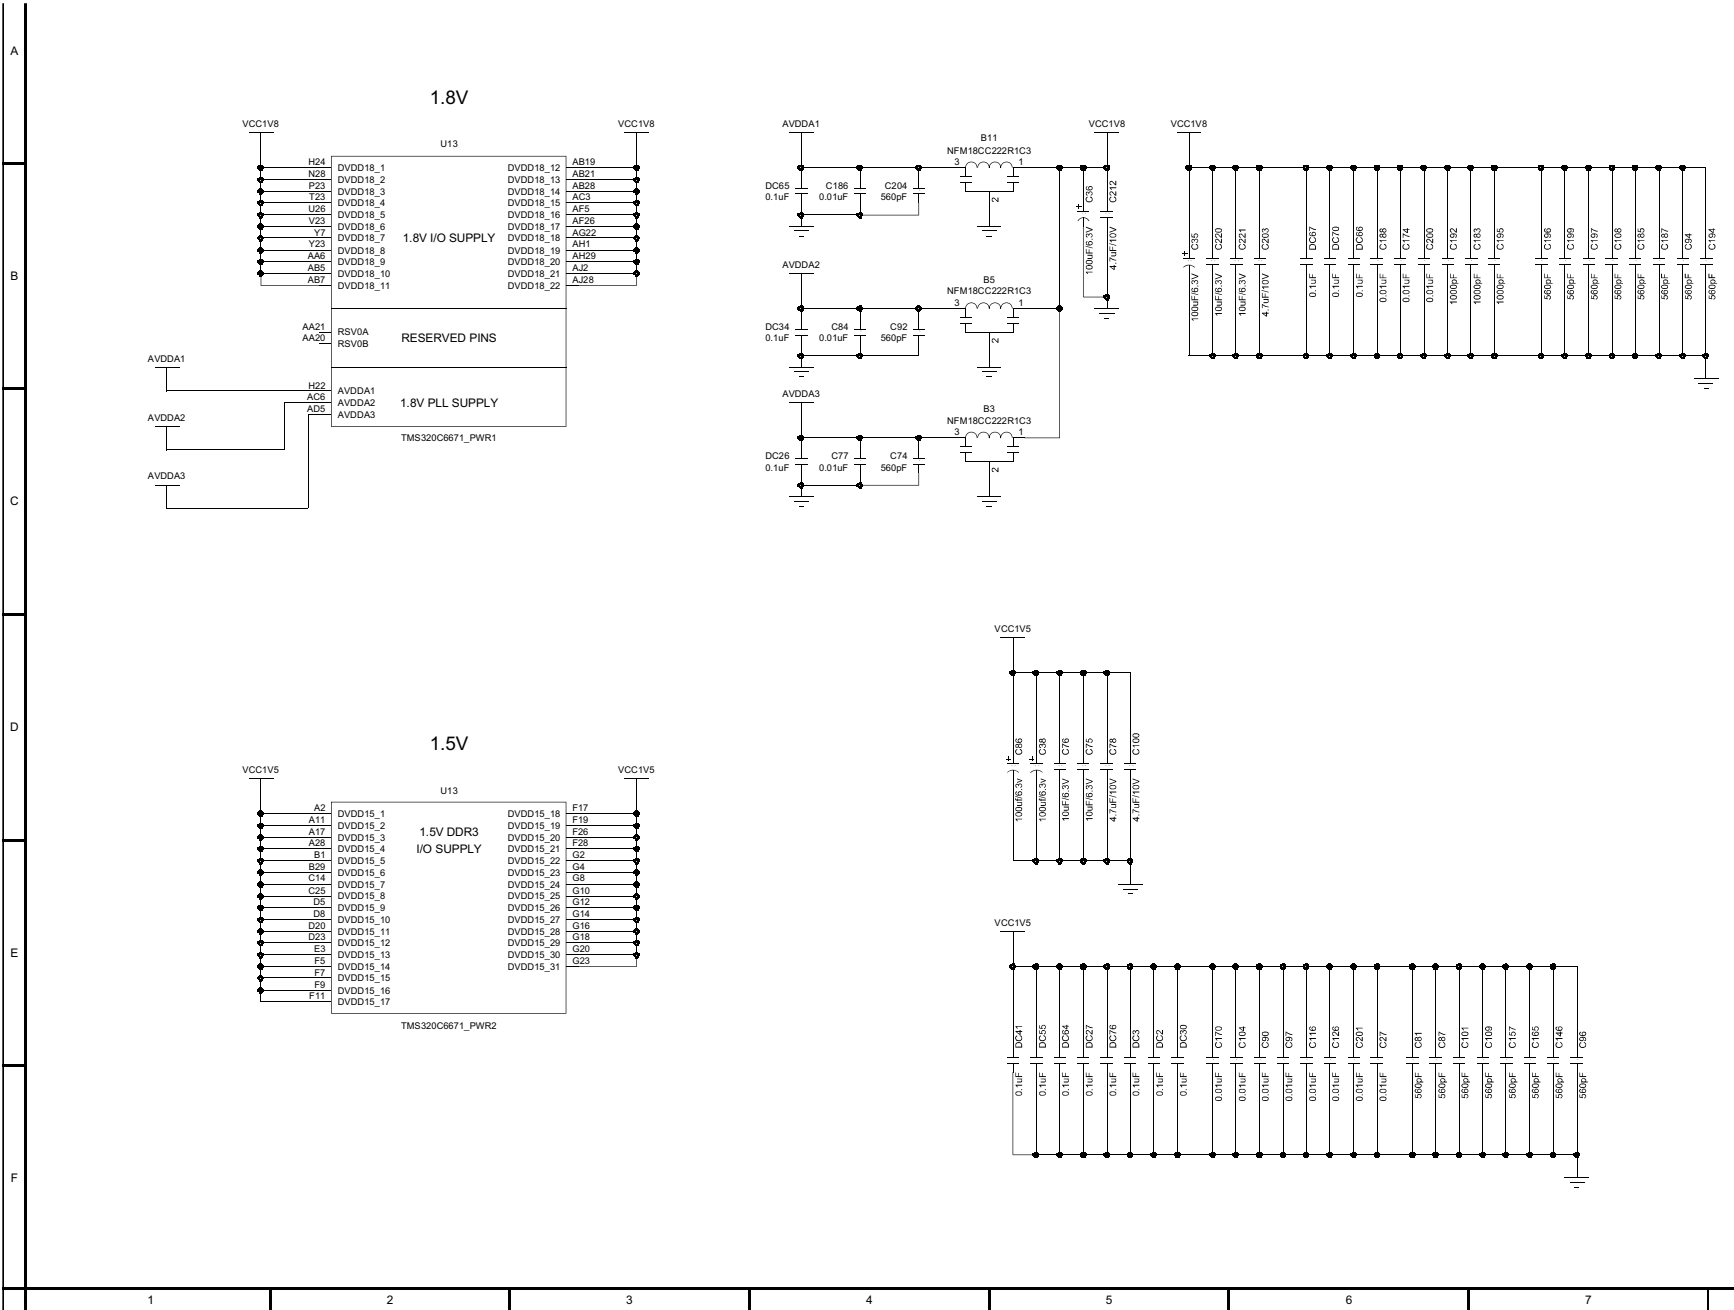 A
B
C
D
E
F
1.8V
VCC1V8
VCC1V8
U13
H24 DVDD18_1
N28 DVDD18_2
P23 DVDD18_3
T23 DVDD18_4
U26 DVDD18_5
V23 DVDD18_6
Y7 DVDD18_7
Y23 DVDD18_8
AA6 DVDD18_9
AB5 DVDD18_10
AB7 DVDD18_11
1.8V I/O SUPPLY
DVDD18_12 AB19
DVDD18_13 AB21
DVDD18_14 AB28
DVDD18_15 AC3
DVDD18_16 AF5
DVDD18_17 AF26
DVDD18_18 AG22
DVDD18_19 AH1
DVDD18_20 AH29
DVDD18_21 AJ2
DVDD18_22 AJ28
AA21 RSV0A
AA20 RSV0B
RESERVED PINS
AVDDA1
AVDDA2
AVDDA3
H22 AVDDA1
AC6 AVDDA2
AD5 AVDDA3
1.8V PLL SUPPLY
TMS320C6671_PWR1
AVDDA1
B11
NFM18CC222R1C3
3 1
2
DC65
0.1uF
C186
0.01uF
C204
560pF
VCC1V8
C36
100uF/6.3V
C212
4.7uF/10V
AVDDA2
B5
NFM18CC222R1C3
3 1
2
DC34
0.1uF
C84
0.01uF
C92
560pF
AVDDA3
B3
NFM18CC222R1C3
3 1
2
DC26
0.1uF
C77
0.01uF
C74
560pF
VCC1V8
C35
100uF/6.3V
C220
10uF/6.3V
C221
10uF/6.3V
C203
4.7uF/10V
DC67
0.1uF
DC70
0.1uF
DC66
0.1uF
C188
0.01uF
C174
0.01uF
C200
0.01uF
C192
1000pF
C183
1000pF
C195
1000pF
C196
560pF
C199
560pF
C197
560pF
C108
560pF
C185
560pF
C187
560pF
C94
560pF
C194
560pF
1.5V
VCC1V5
VCC1V5
U13
A2 DVDD15_1
A11 DVDD15_2
A17 DVDD15_3
A28 DVDD15_4
B1 DVDD15_5
B29 DVDD15_6
C14 DVDD15_7
C25 DVDD15_8
D5 DVDD15_9
D8 DVDD15_10
D20 DVDD15_11
D23 DVDD15_12
E3 DVDD15_13
F5 DVDD15_14
F7 DVDD15_15
F9 DVDD15_16
F11 DVDD15_17
1.5V DDR3
I/O SUPPLY
DVDD15_18 F17
DVDD15_19 F19
DVDD15_20 F26
DVDD15_21 F28
DVDD15_22 G2
DVDD15_23 G4
DVDD15_24 G8
DVDD15_25 G10
DVDD15_26 G12
DVDD15_27 G14
DVDD15_28 G16
DVDD15_29 G18
DVDD15_30 G20
DVDD15_31 G23
TMS320C6671_PWR2
VCC1V5
C86
100uf/6.3v
C38
100uf/6.3v
C76
10uF/6.3V
C75
10uF/6.3V
C78
4.7uF/10V
C100
4.7uF/10V
VCC1V5
DC41
0.1uF
DC55
0.1uF
DC64
0.1uF
DC27
0.1uF
DC76
0.1uF
DC3
0.1uF
DC2
0.1uF
DC30
0.1uF
C170
0.01uF
C104
0.01uF
C90
0.01uF
C97
0.01uF
C116
0.01uF
C126
0.01uF
C201
0.01uF
C27
0.01uF
C81
560pF
C87
560pF
C101
560pF
C109
560pF
C157
560pF
C165
560pF
C146
560pF
C96
560pF
1 2 3 4 5 6 7